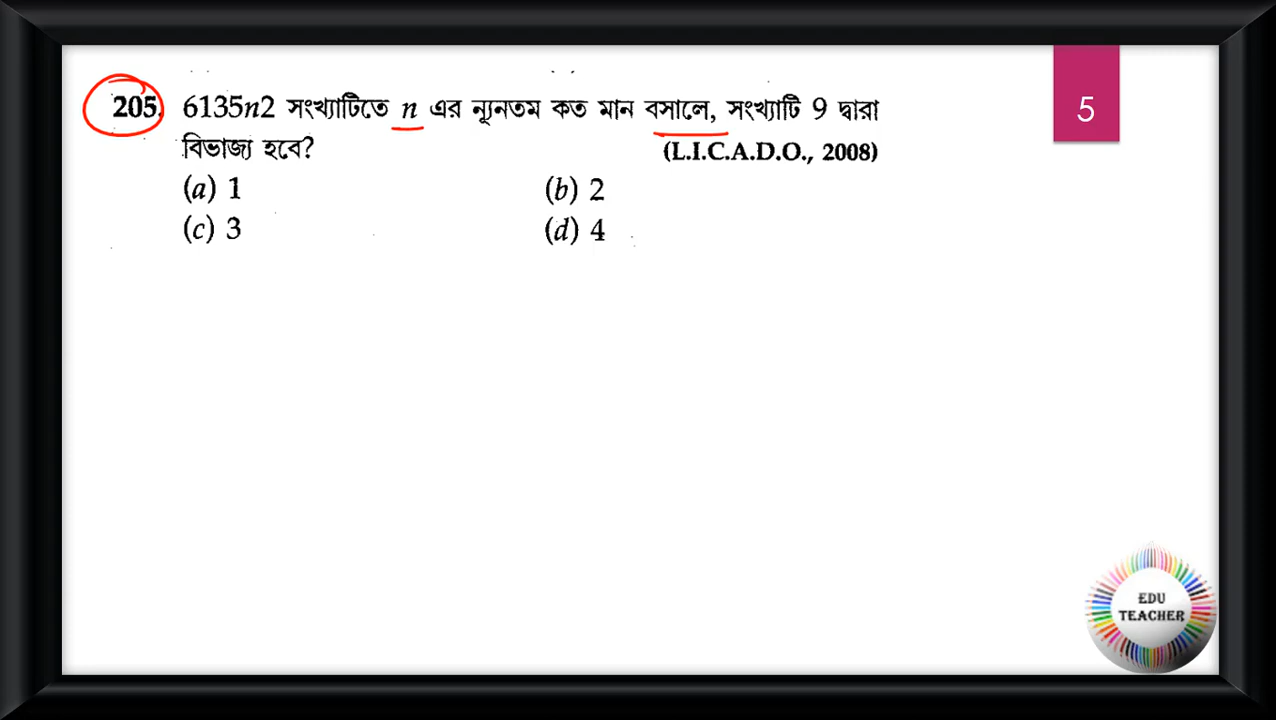 5
205. 6135n2 সংখ্যাটিতে n এর ন্যূনতম কত মান বসালে, সংখ্যাটি 9 দ্বারা
বিভাজ্য হবে? (L.I.C.A.D.O., 2008)
(a) 1 (b) 2
(c) 3 (d) 4
EDU
TEACHER